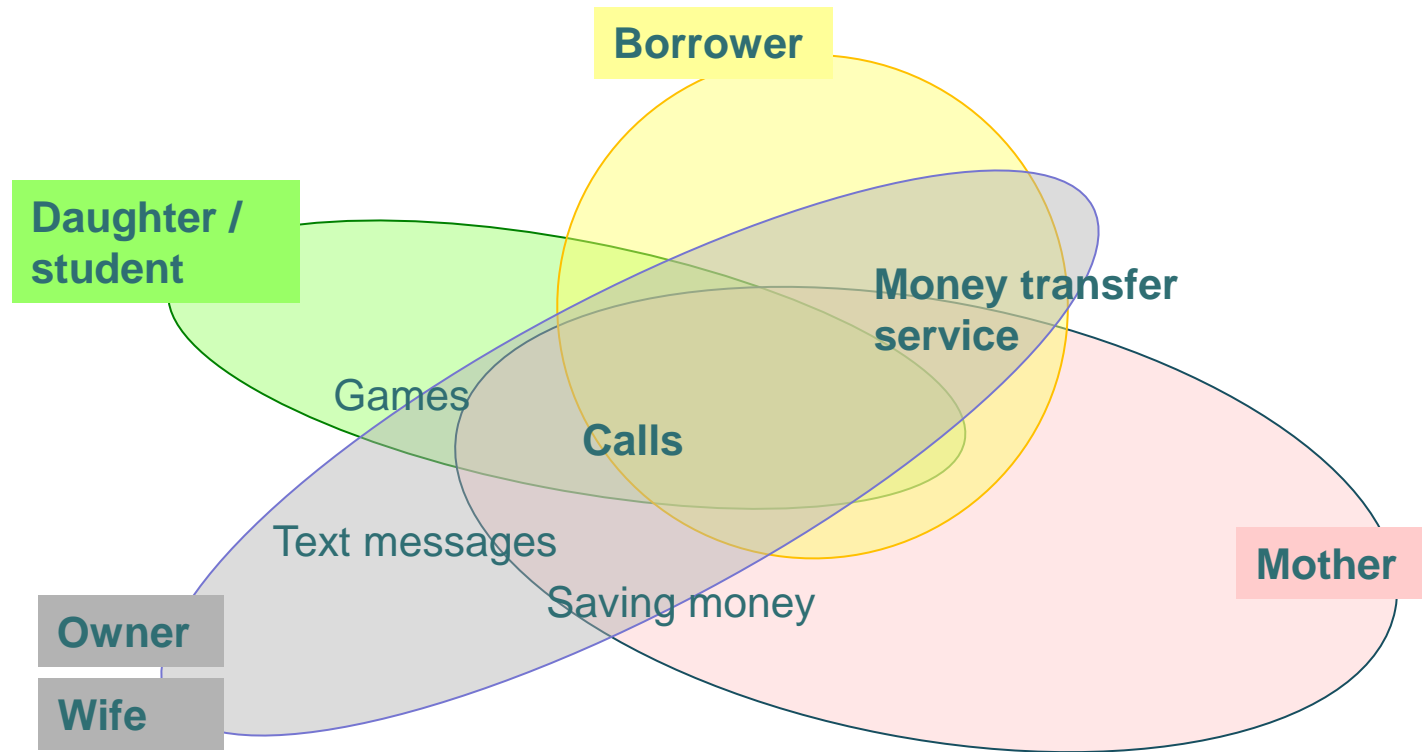 Borrower
Daughter /
student
Money transfer
service
Games
Calls
Text messages
Mother
Saving money
Owner
Wife